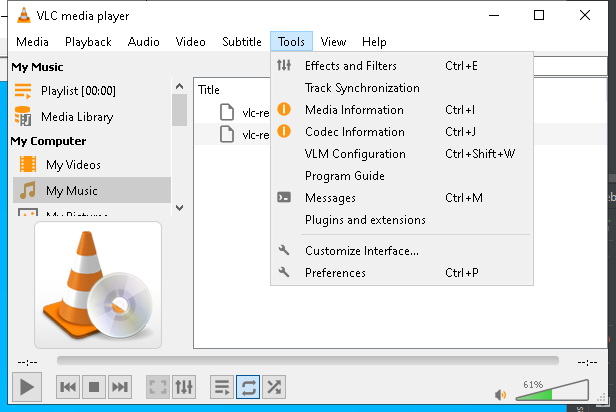 VLC media player
Media Playback Audio Video Subtitle Tools View Help
My Music
Playlist [00:00]
Media Library
My Computer
My Videos
My Music
My Pictures
Title
vlc-re
vlc-re
Effects and Filters Ctrl+E
Track Synchronization
Media Information Ctrl+I
Codec Information Ctrl+J
VLM Configuration Ctrl+Shift+W
Program Guide
Messages Ctrl+M
Plugins and extensions
Customize Interface...
Preferences Ctrl+P
--:-- --:--
61%